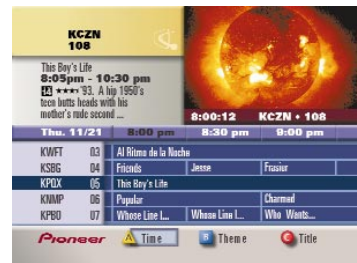 KCZN
108
This Boy's Life
8:05pm - 10:30 pm
14 ★★★ '93. A hip 1950's
teen butts heads with his
mother's rude second ...
8:00:12 KCZN • 108
Thu. 11/21 8:00 pm 8:30 pm 9:00 pm
KWFT 03 Al Ritmo de la Noche
KSBG 04 Friends Jesse Frasier
KPQX 05 This Boy's Life
KNMP 06 Popular Charmed
KPBO 07 Whose Line I... Whose Line I... Who Wants...
Pioneer A Time B Theme C Title